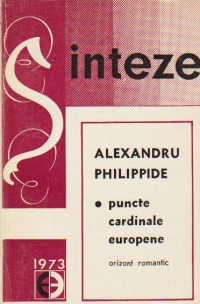 Sinteze
ALEXANDRU
PHILIPPIDE
• puncte
cardinale
europene
orizont romantic
1973